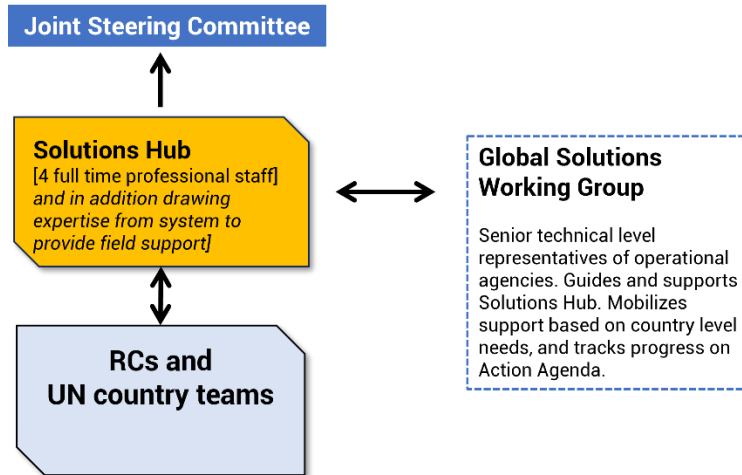 Joint Steering Committee
Solutions Hub
[4 full time professional staff]
and in addition drawing
expertise from system to
provide field support]
Global Solutions
Working Group
Senior technical level
representatives of operational
agencies. Guides and supports
Solutions Hub. Mobilizes
support based on country level
needs, and tracks progress on
Action Agenda.
RCs and
UN country teams